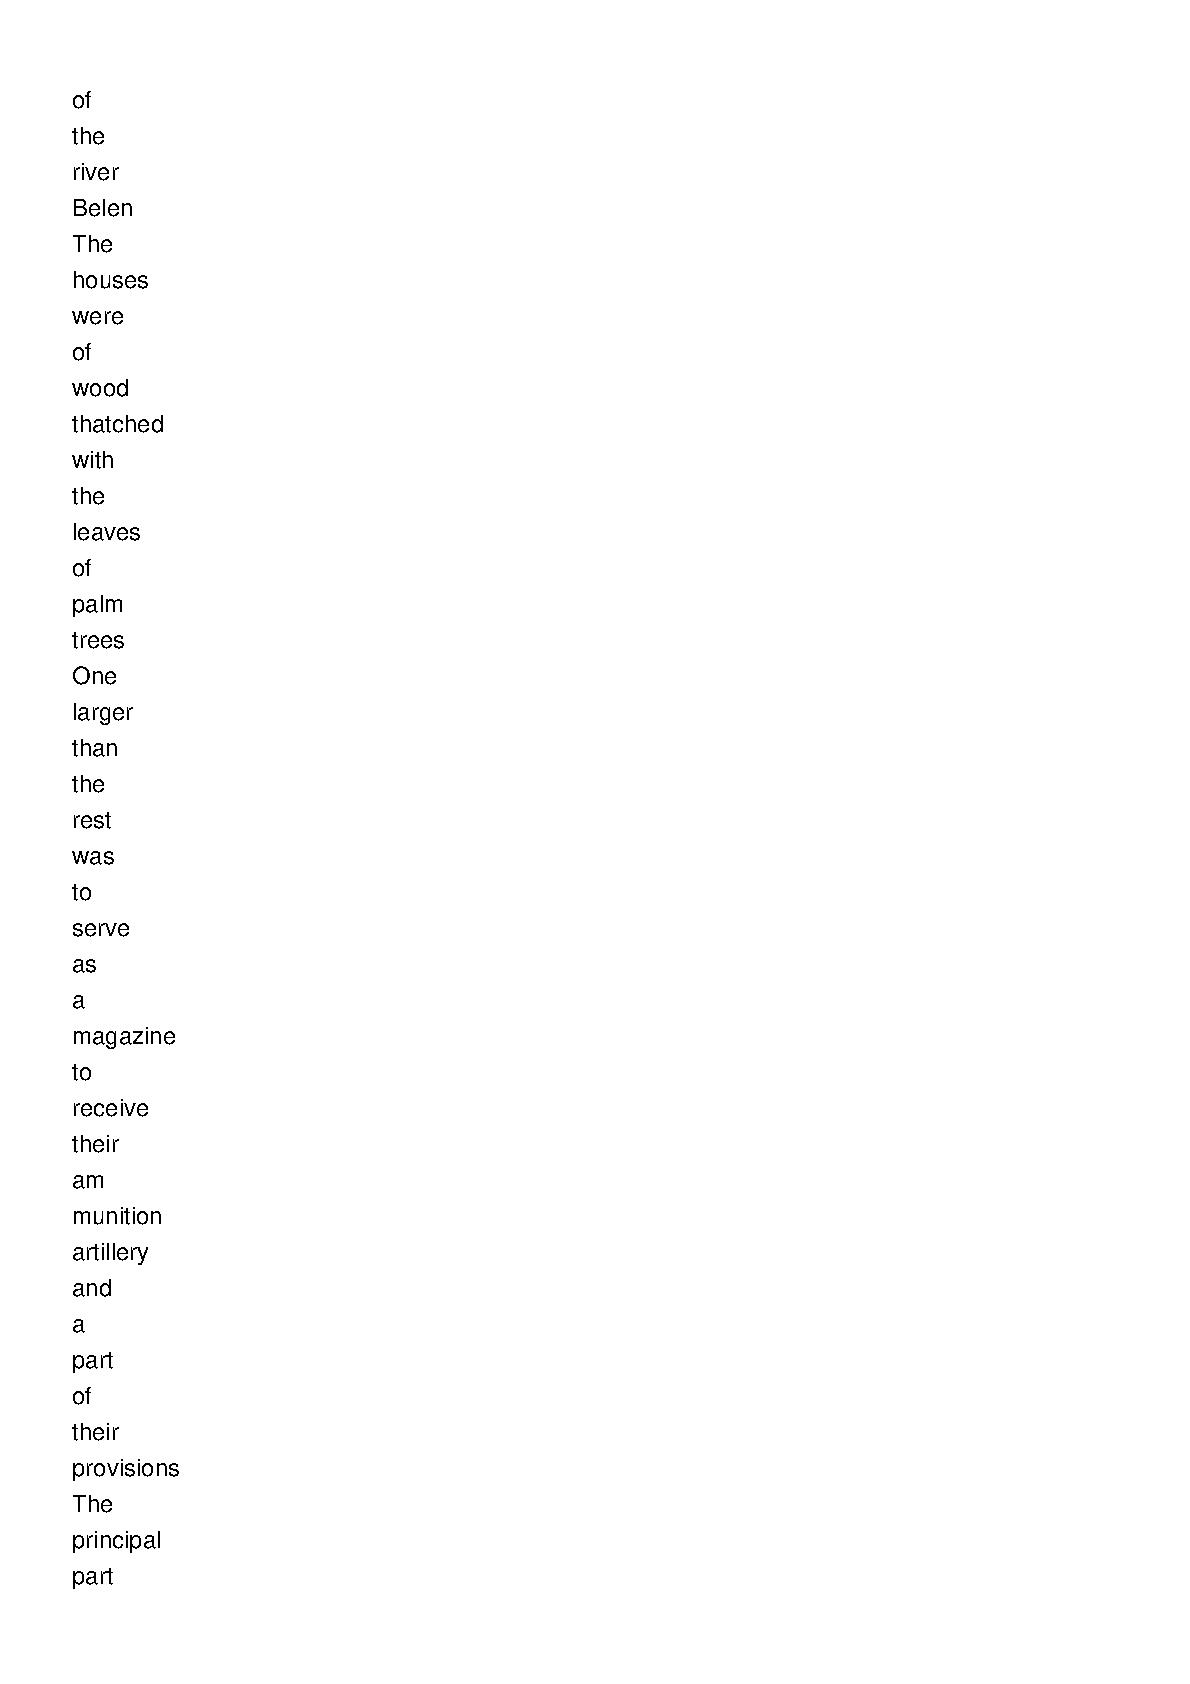 of
the
river
Belen
The
houses
were
of
wood
thatched
with
the
leaves
of
palm
trees
One
larger
than
the
rest
was
to
serve
as
a
magazine
to
receive
their
am
munition
artillery
and
a
part
of
their
provisions
The
principal
part